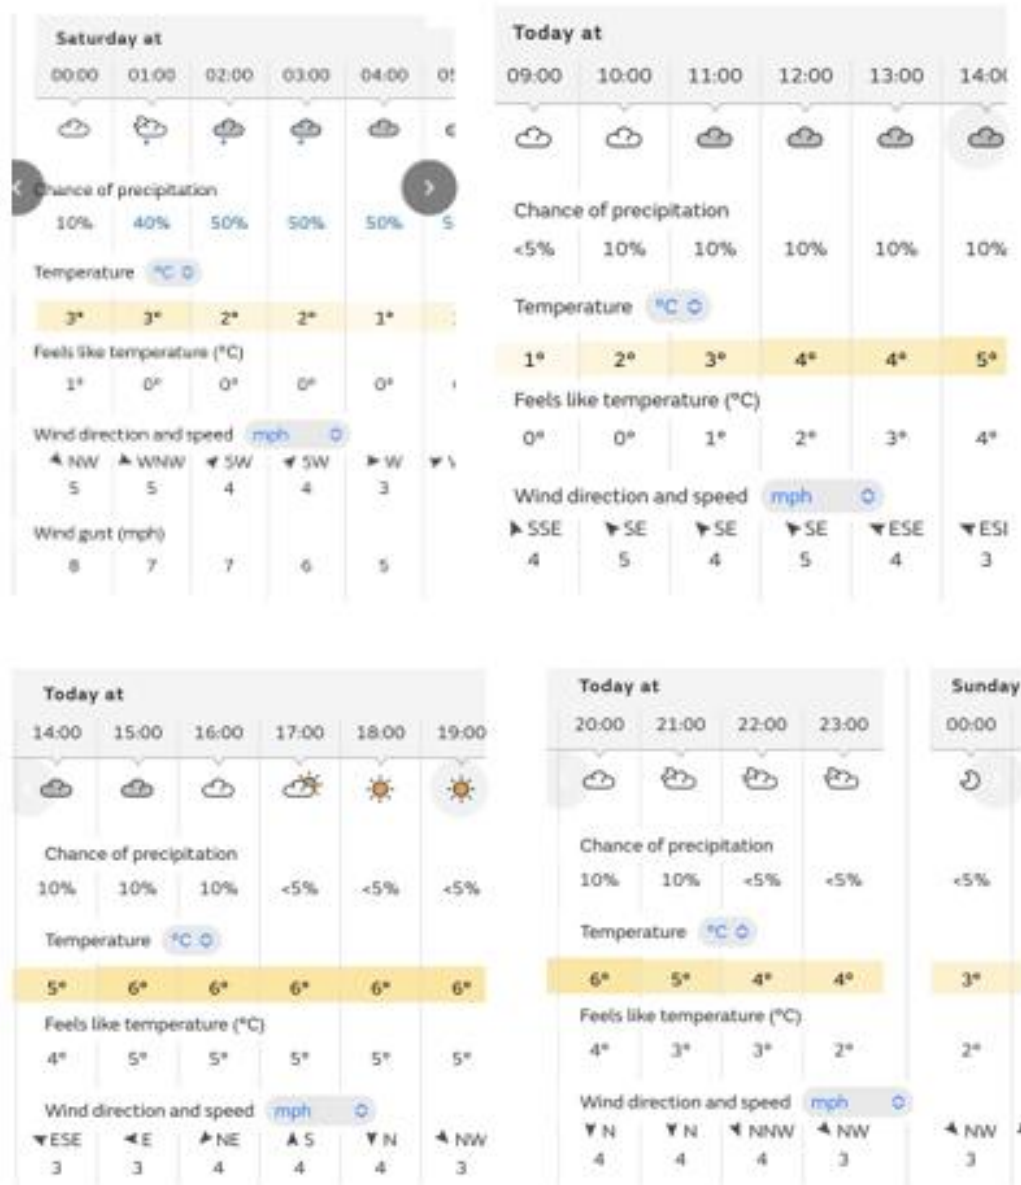 Saturday at
00:00 01:00 02:00 03:00 04:00 05
Chance of precipitation
10% 40% 50% 50% 50% 5
Temperature °C
3° 3° 2° 2° 1°
Feels like temperature (°C)
1° 0° 0° 0° 0°
Wind direction and speed mph
NW WNW SW SW W
5 5 4 4 3
Wind gust (mph)
8 7 7 6 5
Today at
09:00 10:00 11:00 12:00 13:00 14:00
Chance of precipitation
<5% 10% 10% 10% 10% 10%
Temperature °C
1° 2° 3° 4° 4° 5°
Feels like temperature (°C)
0° 0° 1° 2° 3° 4°
Wind direction and speed mph
SSE SE SE SE ESE ESI
4 5 4 5 4 3
Today at
14:00 15:00 16:00 17:00 18:00 19:00
Chance of precipitation
10% 10% 10% <5% <5% <5%
Temperature °C
5° 6° 6° 6° 6° 6°
Feels like temperature (°C)
4° 5° 5° 5° 5° 5°
Wind direction and speed mph
ESE E NE S N NW
3 3 4 4 4 3
Today at Sunday
20:00 21:00 22:00 23:00 00:00
Chance of precipitation
10% 10% <5% <5% <5%
Temperature °C
6° 5° 4° 4° 3°
Feels like temperature (°C)
4° 3° 3° 2° 2°
Wind direction and speed mph
N N NNW NW NW
4 4 4 3 3